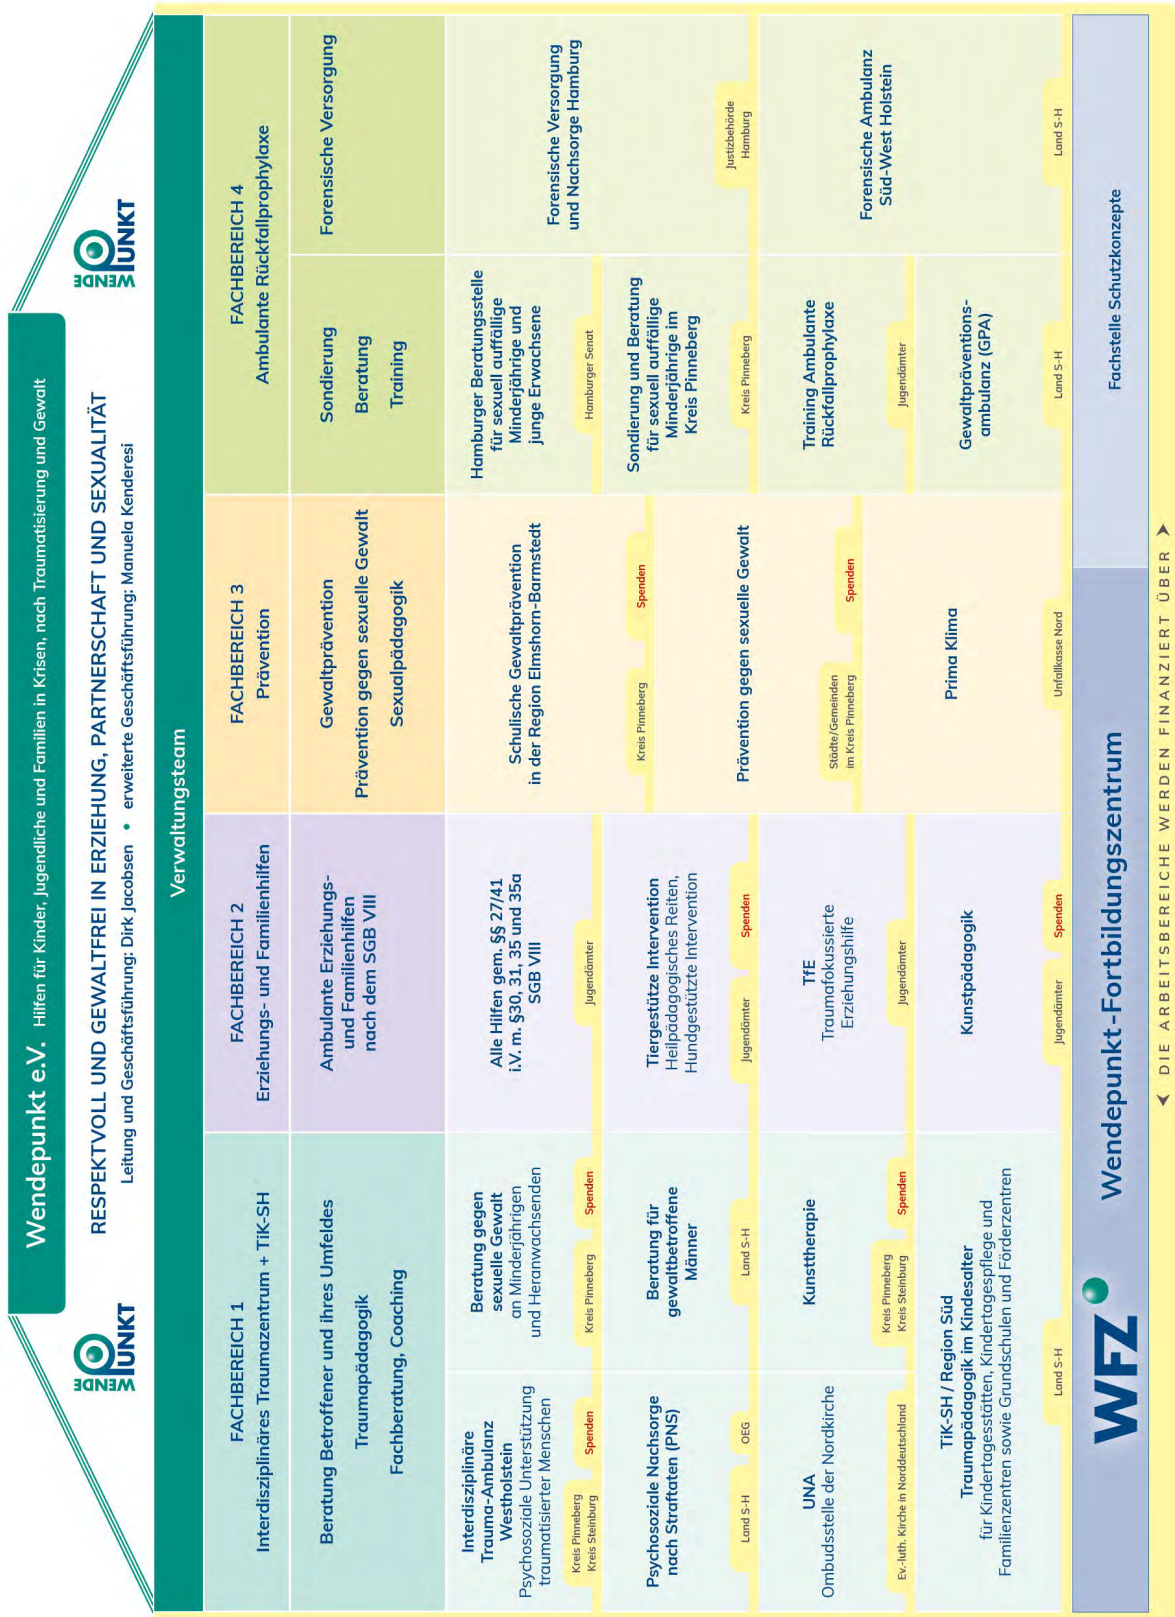 Wendepunkt e.V. Hilfen für Kinder, Jugendliche und Familien in Krisen, nach Traumatisierung und Gewalt
WENDE
PUNKT
RESPEKTVOLL UND GEWALTFREI IN ERZIEHUNG, PARTNERSCHAFT UND SEXUALITÄT
Leitung und Geschäftsführung: Dirk Jacobsen • erweiterte Geschäftsführung: Manuela Kenderesi
WENDE
PUNKT
Verwaltungsteam
FACHBEREICH 1
Interdisziplinäres Traumazentrum + TiK-SH
Beratung Betroffener und ihres Umfeldes
Traumapädagogik
Fachberatung, Coaching
Interdisziplinäre
Trauma-Ambulanz
Westholstein
Psychosoziale Unterstützung
traumatisierter Menschen
Kreis Pinneberg
Kreis Steinburg
Spenden
Beratung gegen
sexuelle Gewalt
an Minderjährigen
und Heranwachsenden
Kreis Pinneberg
Spenden
Psychosoziale Nachsorge
nach Straftaten (PNS)
Land S-H
OEG
Beratung für
gewaltbetroffene
Männer
Land S-H
UNA
Ombudsstelle der Nordkirche
Ev.-luth. Kirche in Norddeutschland
Kunsttherapie
Kreis Pinneberg
Kreis Steinburg
Spenden
TiK-SH / Region Süd
Traumapädagogik im Kindesalter
für Kindertagesstätten, Kindertagespflege und
Familienzentren sowie Grundschulen und Förderzentren
Land S-H
FACHBEREICH 2
Erziehungs- und Familienhilfen
Ambulante Erziehungs-
und Familienhilfen
nach dem SGB VIII
Alle Hilfen gem. §§ 27/41
i.V. m. §30, 31, 35 und 35a
SGB VIII
Jugendämter
Tiergestütze Intervention
Heilpädagogisches Reiten,
Hundgestützte Intervention
Jugendämter
Spenden
TfE
Traumafokussierte
Erziehungshilfe
Jugendämter
Kunstpädagogik
Jugendämter
Spenden
FACHBEREICH 3
Prävention
Gewaltprävention
Prävention gegen sexuelle Gewalt
Sexualpädagogik
Schulische Gewaltprävention
in der Region Elmshorn-Barmstedt
Kreis Pinneberg
Spenden
Prävention gegen sexuelle Gewalt
Städte/Gemeinden
im Kreis Pinneberg
Spenden
Prima Klima
Unfallkasse Nord
FACHBEREICH 4
Ambulante Rückfallprophylaxe
Sondierung
Beratung
Training
Forensische Versorgung
Hamburger Beratungsstelle
für sexuell auffällige
Minderjährige und
junge Erwachsene
Hamburger Senat
Sondierung und Beratung
für sexuell auffällige
Minderjährige im
Kreis Pinneberg
Kreis Pinneberg
Training Ambulante
Rückfallprophylaxe
Jugendämter
Gewaltpräventions-
ambulanz (GPA)
Land S-H
Forensische Versorgung
und Nachsorge Hamburg
Justizbehörde
Hamburg
Forensische Ambulanz
Süd-West Holstein
Land S-H
WFZ Wendepunkt-Fortbildungszentrum
Fachstelle Schutzkonzepte
DIE ARBEITSBEREICHE WERDEN FINANZIERT ÜBER